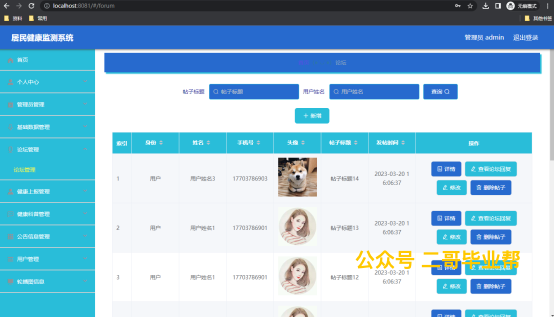 localhost:8081/#/forum
无痕模式
资料 常用 其他书签
居民健康监测系统 管理员 admin 退出登录
首页
个人中心
管理员管理
基础数据管理
论坛管理
论坛管理
健康上报管理
公告信息管理
用户管理
轮播图信息
论坛
帖子标题 帖子标题 用户姓名 用户姓名 查询
+ 新增
索引 身份 姓名 手机号 头像 帖子标题 发帖时间 操作
1 用户 用户姓名3 17703786903 帖子标题14 2023-03-20 16:06:37 详情 查看论坛回复
修改 删除帖子
2 用户 用户姓名1 17703786901 帖子标题13 2023-03-20 16:06:37 详情 查看论坛回复
修改 删除帖子
3 用户 用户姓名1 17703786901 帖子标题12 2023-03-20 16:06:37 详情 查看论坛回复
修改 删除帖子
公众号 二哥毕业帮
详情 查看论坛回复